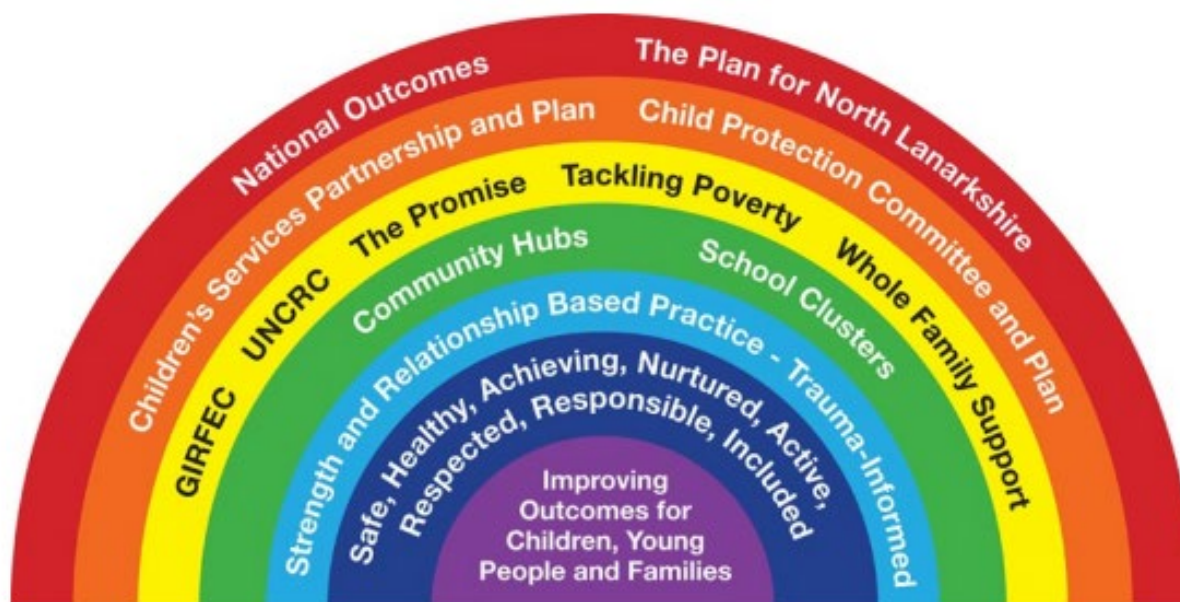 National Outcomes
The Plan for North Lanarkshire
Children's Services Partnership and Plan
Child Protection Committee and Plan
GIRFEC
UNCRC
The Promise
Tackling Poverty
Whole Family Support
Community Hubs
School Clusters
Strength and Relationship Based Practice - Trauma-Informed
Safe, Healthy, Achieving, Nurtured, Active,
Respected, Responsible, Included
Improving
Outcomes for
Children, Young
People and Families